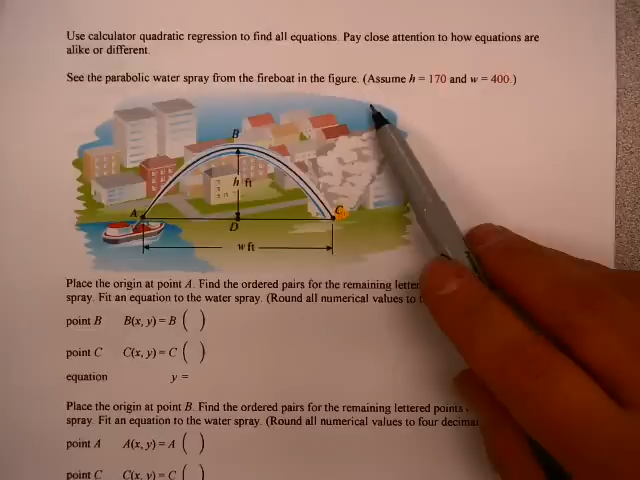 Use calculator quadratic regression to find all equations. Pay close attention to how equations are
alike or different.
See the parabolic water spray from the fireboat in the figure. (Assume h = 170 and w = 400.)
B
h ft
A
C
D
w ft
Place the origin at point A. Find the ordered pairs for the remaining
spray. Fit an equation to the water spray. (Round all numerical values to
point B B(x, y) = B ( )
point C C(x, y) = C ( )
equation y =
Place the origin at point B. Find the ordered pairs for the remaining lettered points
spray. Fit an equation to the water spray. (Round all numerical values to four
point A A(x, y) = A ( )
point C C(x, y) = C ( )